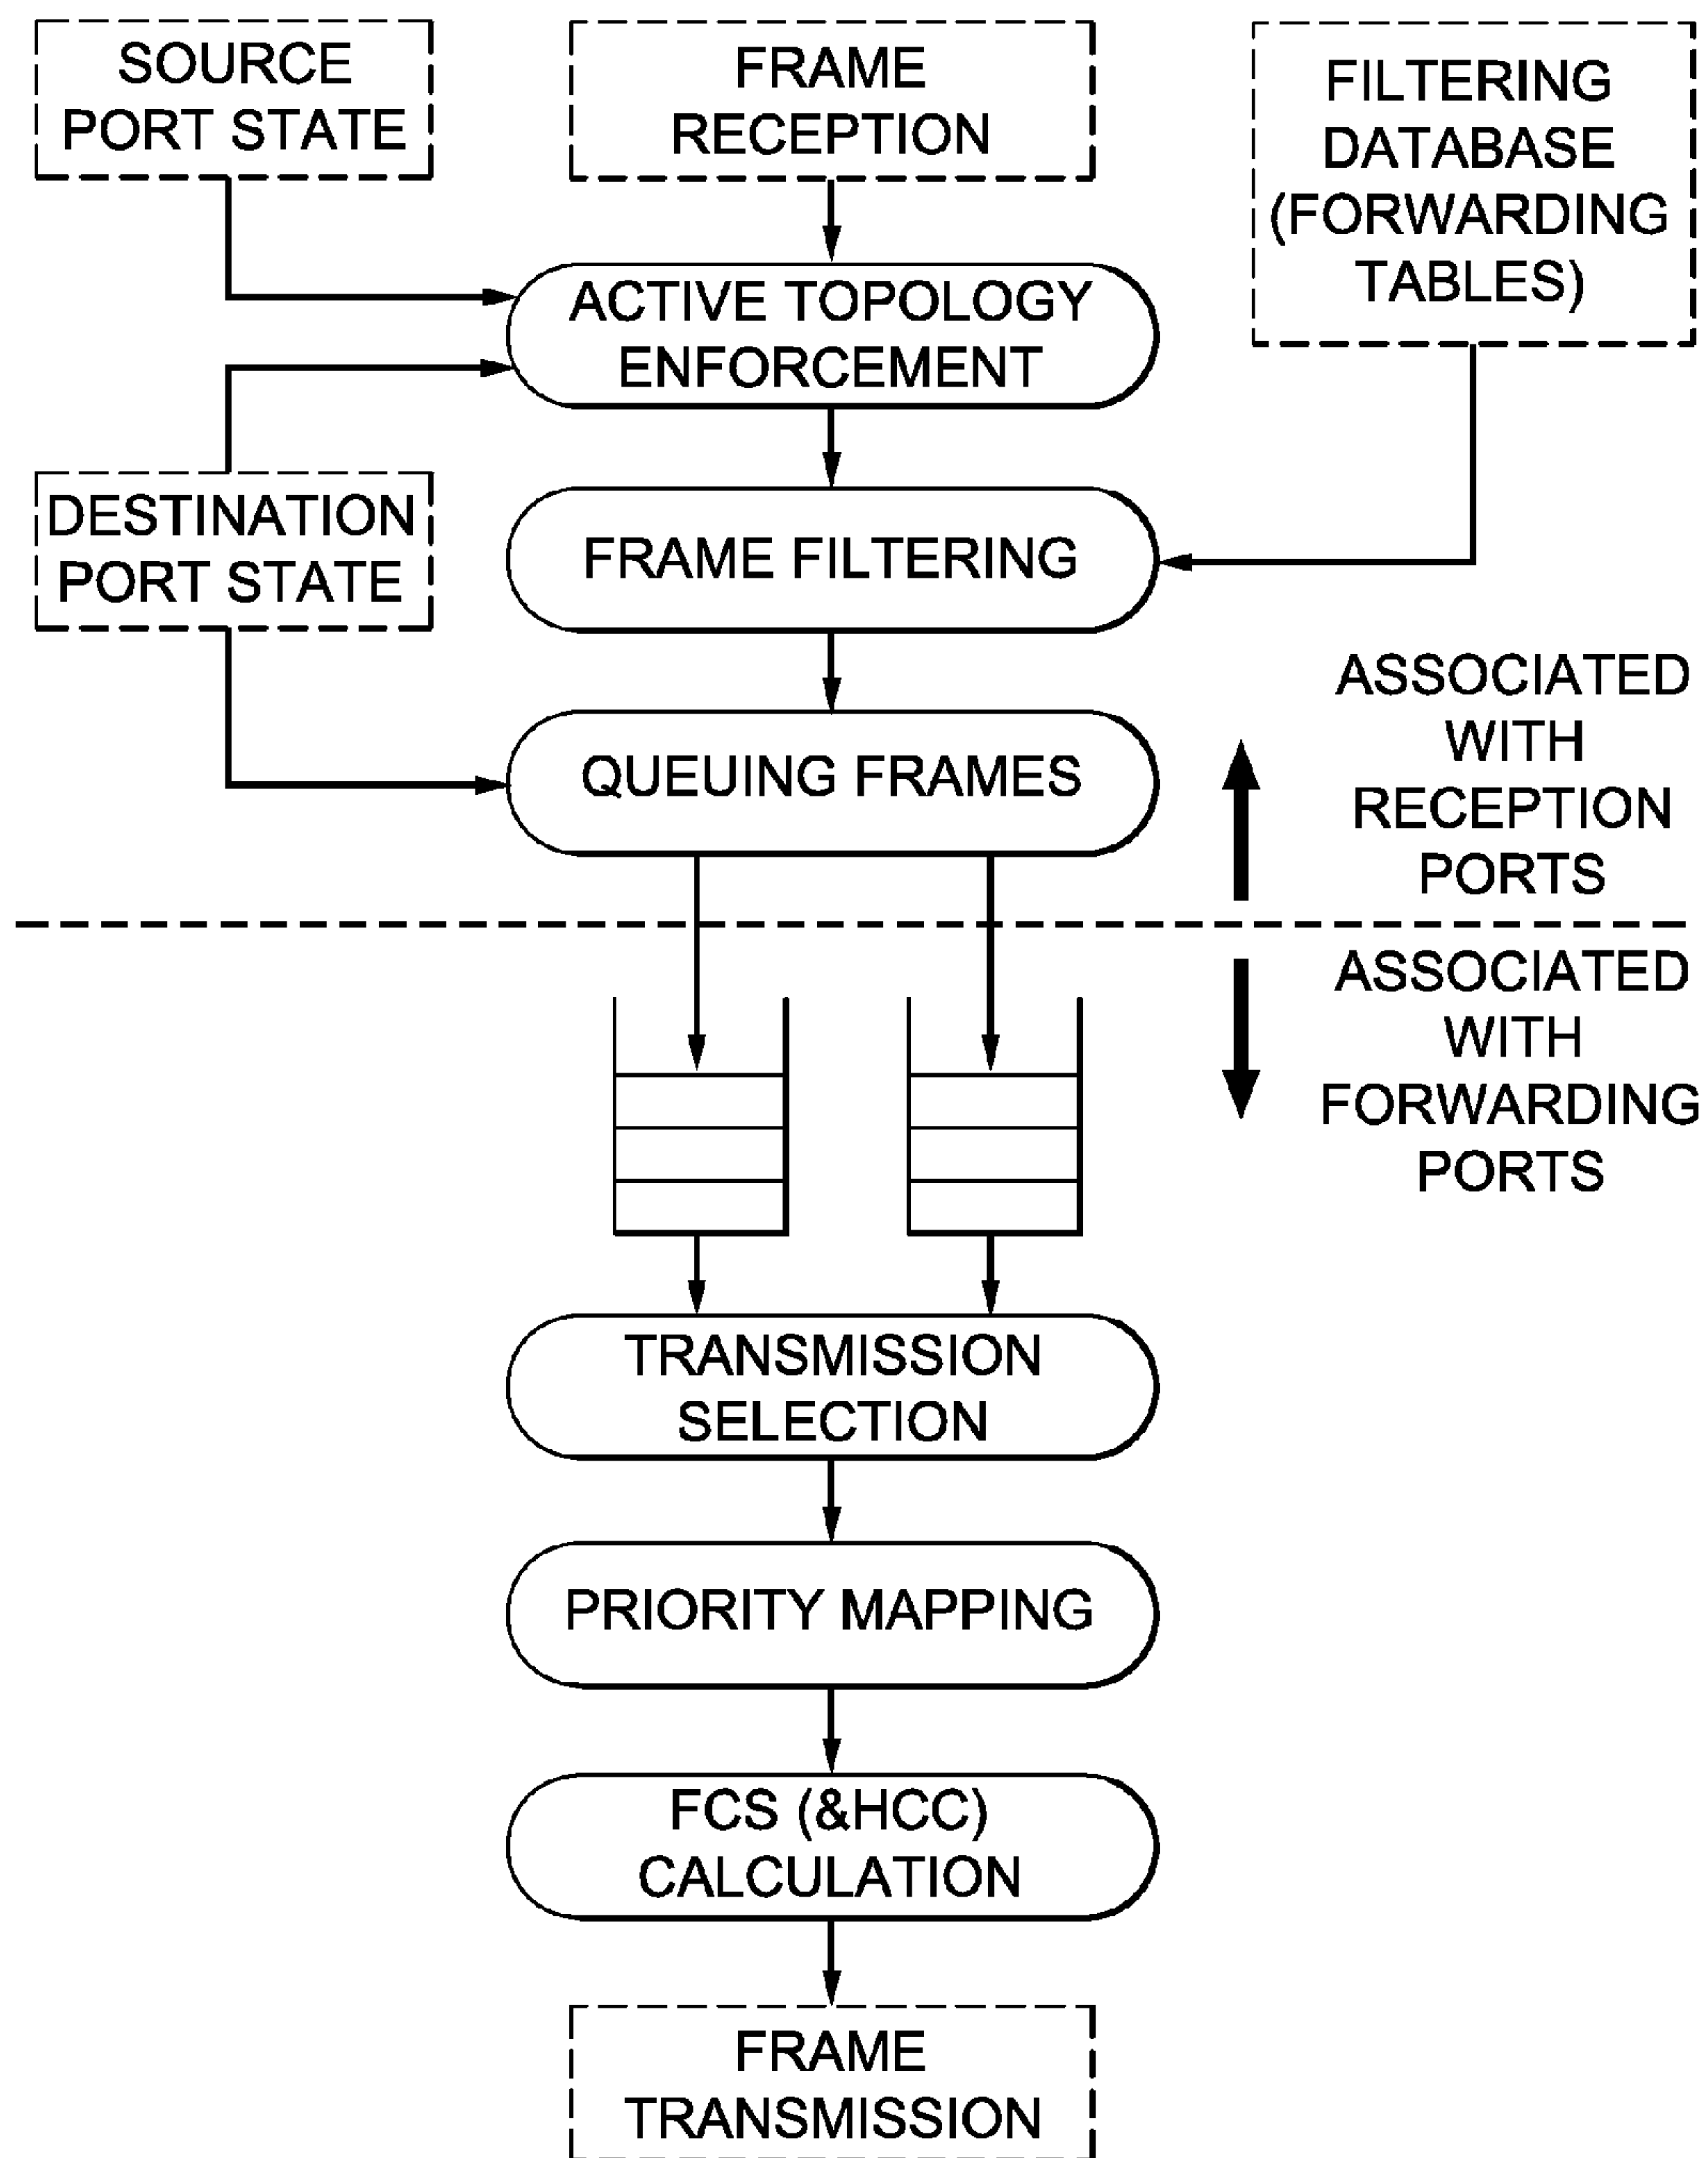 SOURCE
PORT STATE
FRAME
RECEPTION
FILTERING
DATABASE
(FORWARDING
TABLES)
ACTIVE TOPOLOGY
ENFORCEMENT
DESTINATION
PORT STATE
FRAME FILTERING
QUEUING FRAMES
ASSOCIATED
WITH
RECEPTION
PORTS
ASSOCIATED
WITH
FORWARDING
PORTS
TRANSMISSION
SELECTION
PRIORITY MAPPING
FCS (&HCC)
CALCULATION
FRAME
TRANSMISSION